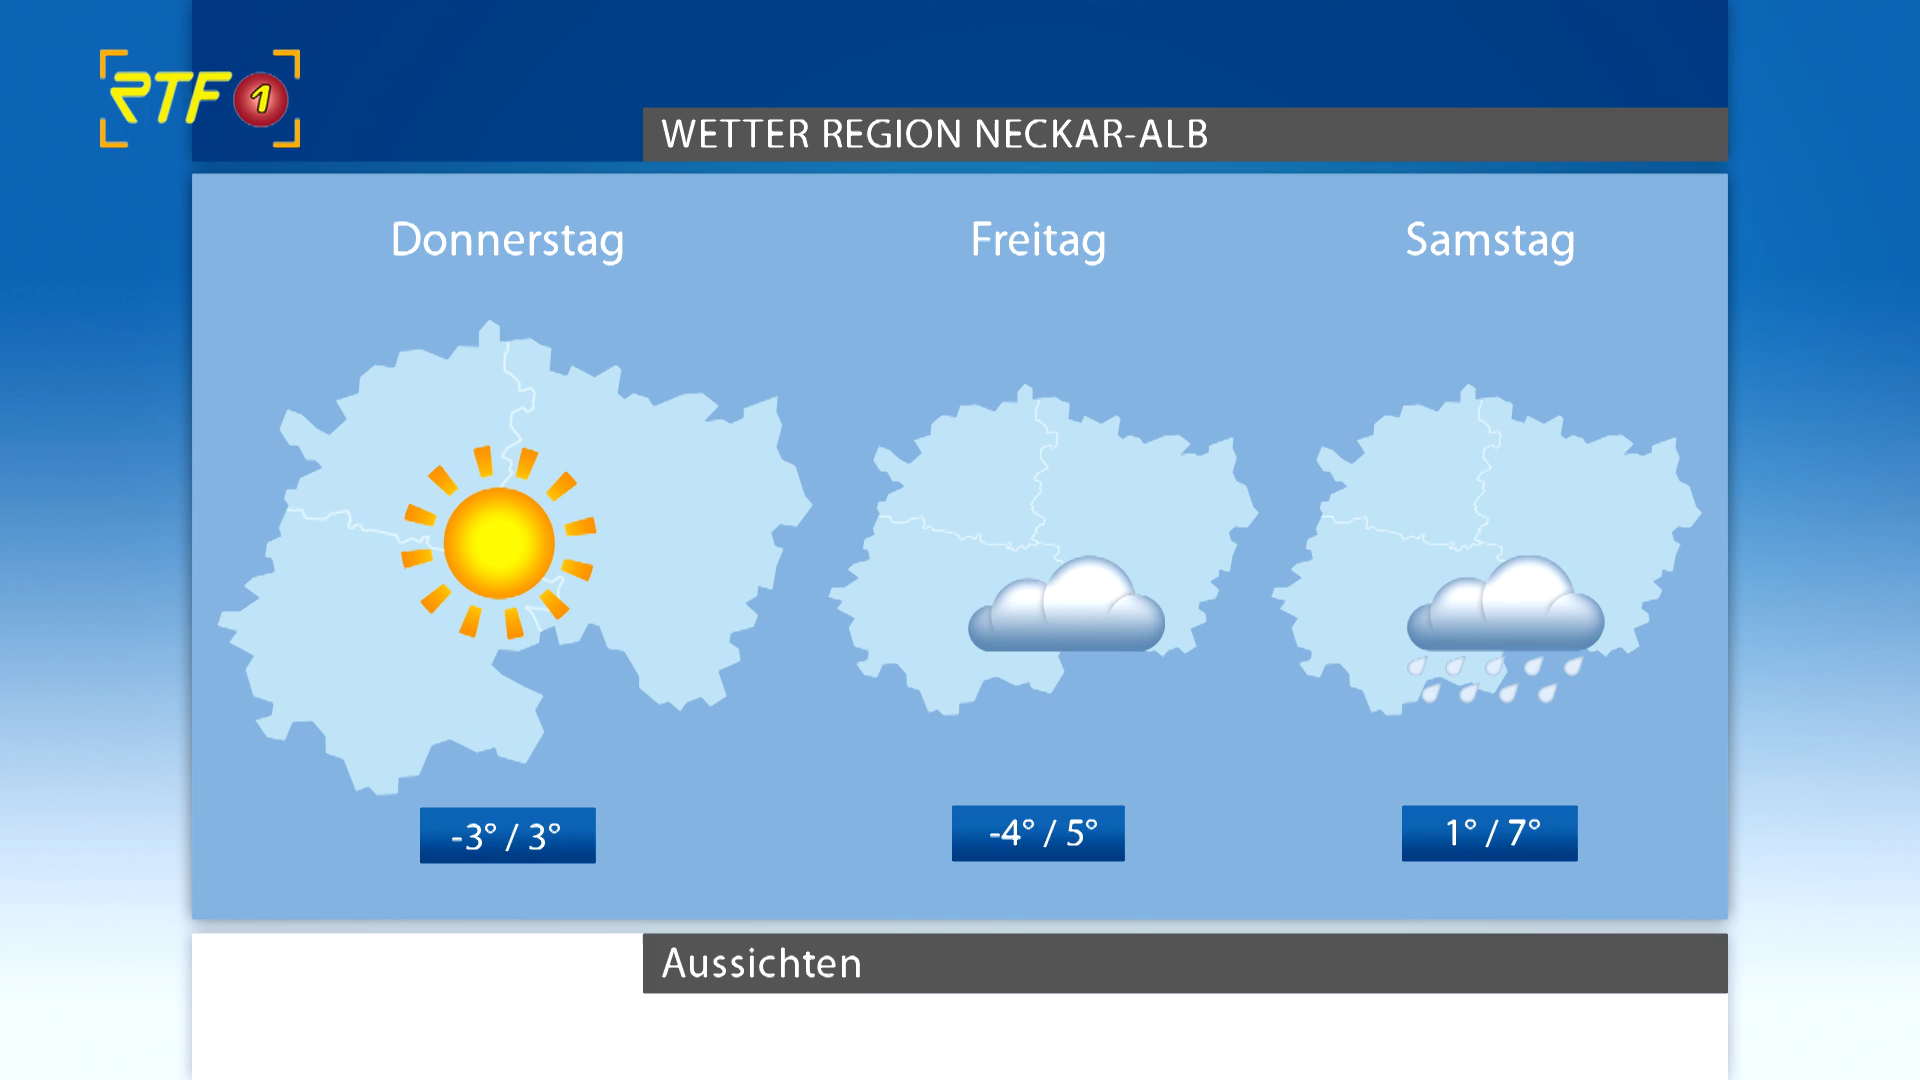 RTF 1
WETTER REGION NECKAR-ALB
Donnerstag
Freitag
Samstag
-3° / 3°
-4° / 5°
1° / 7°
Aussichten